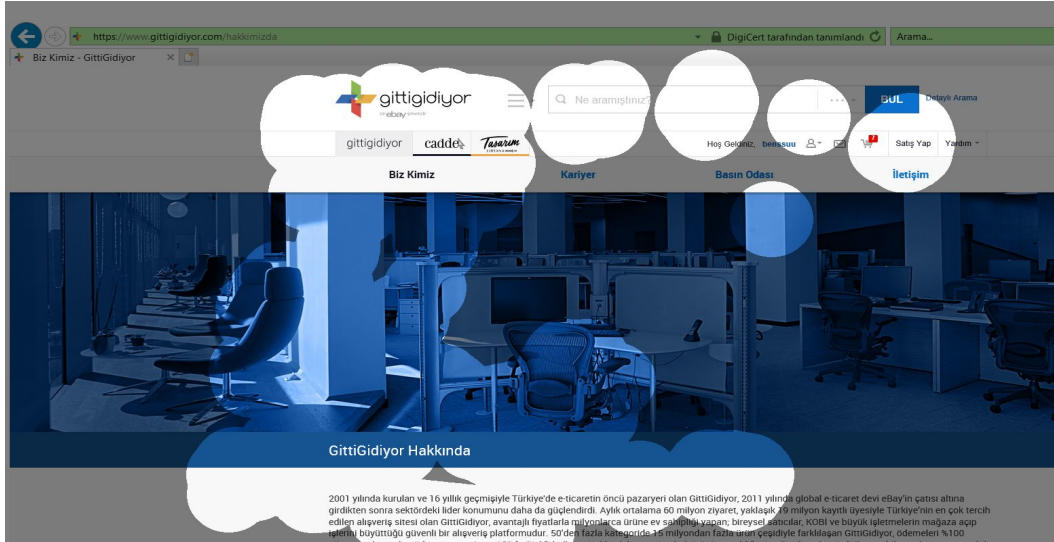 https://www.gittigidiyor.com/hakkimizda
DigiCert tarafından tanımlandı
Arama...
Biz Kimiz - GittiGidiyor
gittigidiyor
bir ebay şirketidir
Ne aramıştınız?
BUL
Detaylı Arama
gittigidiyor
cadde
Tasarım
Hoş Geldiniz, benssuu
7
Satış Yap
Yardım
Biz Kimiz
Kariyer
Basın Odası
İletişim
GittiGidiyor Hakkında
2001 yılında kurulan ve 16 yıllık geçmişiyle Türkiye'de e-ticaretin öncü pazaryeri olan GittiGidiyor, 2011 yılında global e-ticaret devi eBay'in çatısı altına
girdikten sonra sektördeki lider konumunu daha da güçlendirdi. Aylık ortalama 60 milyon ziyaret, yaklaşık 19 milyon kayıtlı üyesiyle Türkiye'nin en çok tercih
edilen alışveriş sitesi olan GittiGidiyor, avantajlı fiyatlarla milyonlarca ürüne ev sahipliği yapan; bireysel satıcılar, KOBİ ve büyük işletmelerin mağaza açıp
işlerini büyüttüğü güvenli bir alışveriş platformudur. 50'den fazla kategoride 15 milyondan fazla ürün çeşidiyle farklılaşan GittiGidiyor, ödemeleri %100